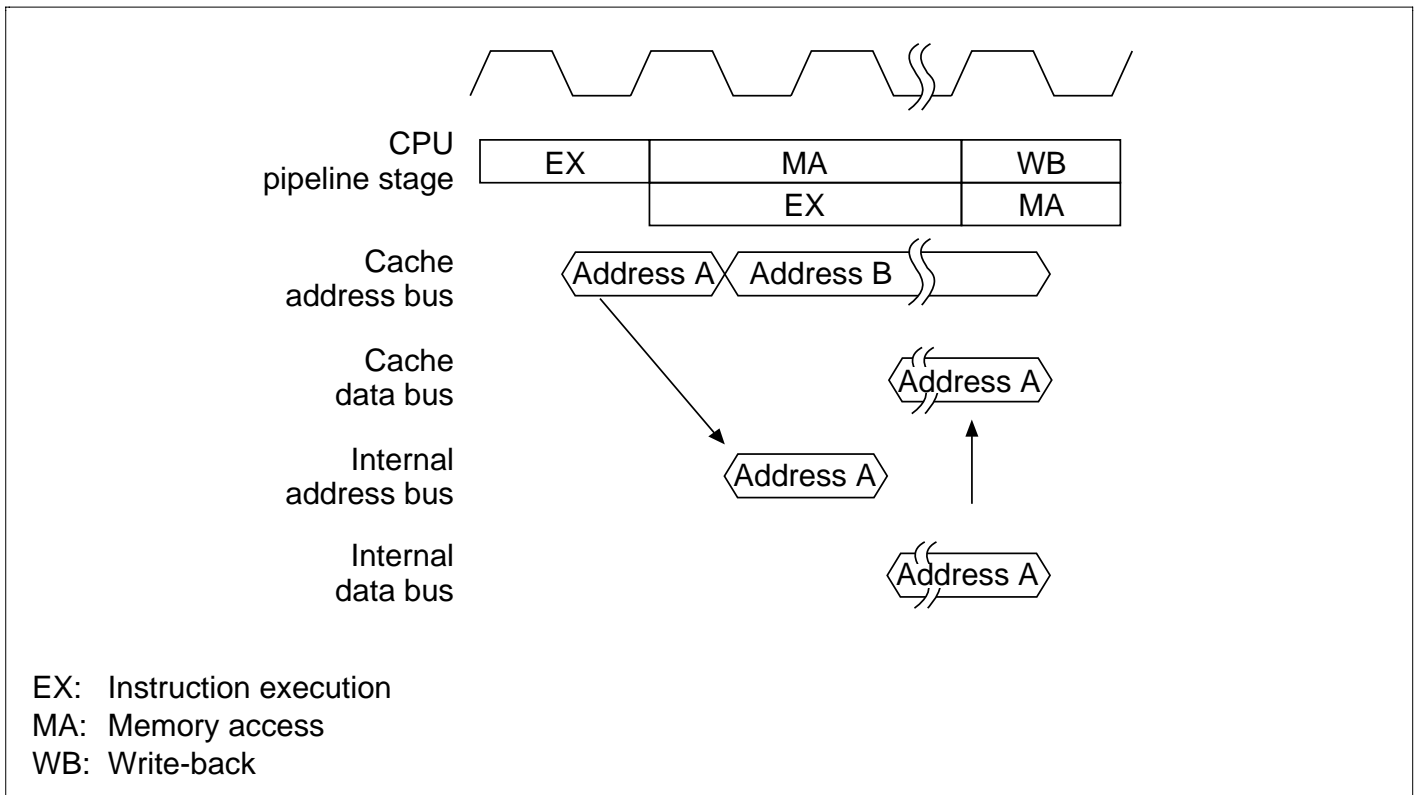 CPU
pipeline stage
EX MA WB
EX MA
Cache
address bus
Address A Address B
Cache
data bus
Address A
Internal
address bus
Address A
Internal
data bus
Address A
EX: Instruction execution
MA: Memory access
WB: Write-back